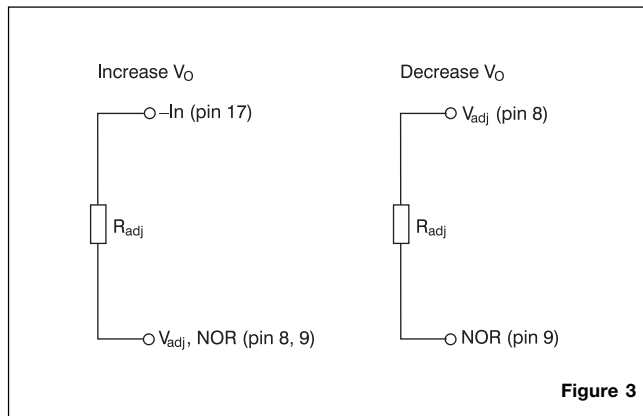 Increase VO
–In (pin 17)
Radj
Vadj, NOR (pin 8, 9)
Decrease VO
Vadj (pin 8)
Radj
NOR (pin 9)
Figure 3